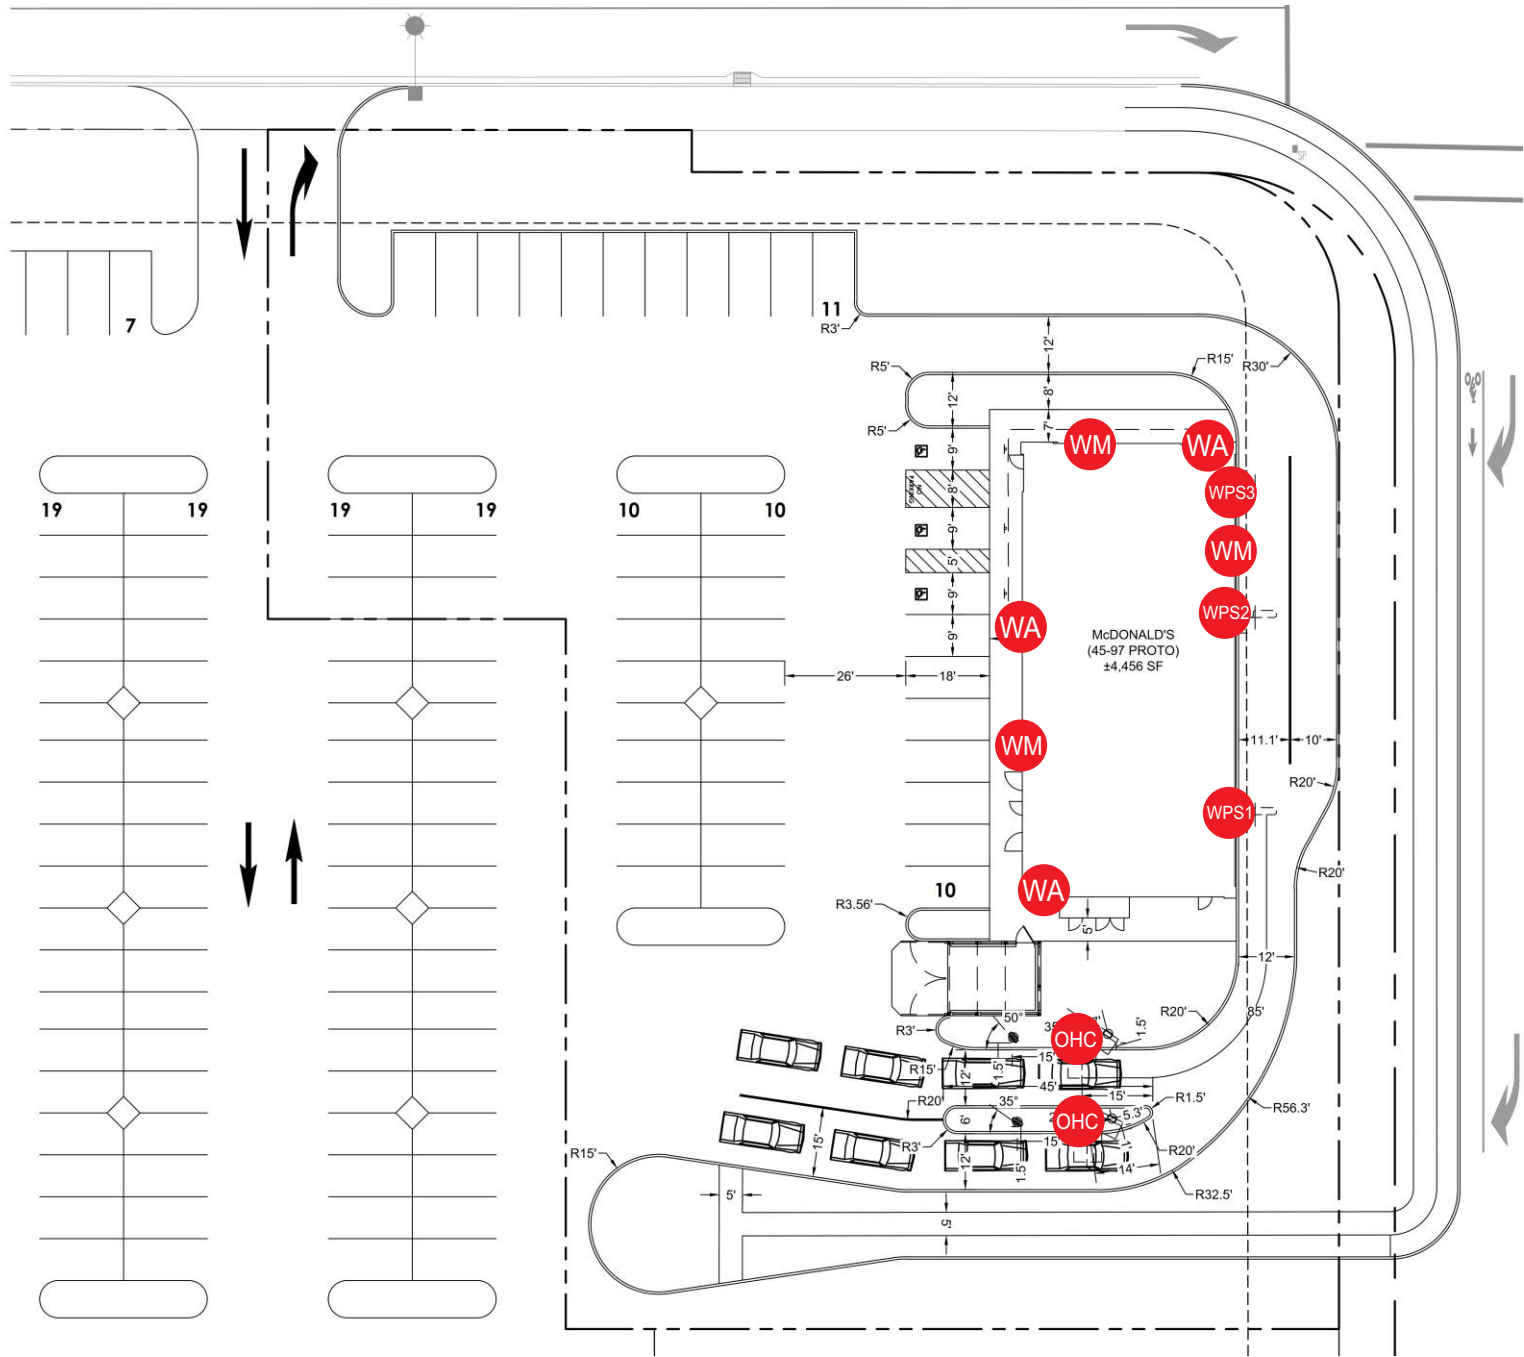 SP
7
11
R3'
12'
R15'
R30'
R5'
12'
8'
R5'
7'
WM
WA
9'
NO
PARKING
8'
WPS3
19
19
19
19
10
10
9'
WM
5'
9'
WPS2
WA
9'
McDONALD'S
(45-97 PROTO)
±4,456 SF
26'
18'
WM
11.1'
10'
R20'
WPS1
R20'
WA
10
R3.56'
5'
12'
R20'
85'
50°
R3'
OHC
1.5'
15'
R15'
12'
1.5'
45'
15'
R1.5'
R20'
35°
6'
OHC
5.3'
R56.3'
15'
R3'
15'
R20'
R15'
12'
1.5'
14'
R32.5'
5'
5'